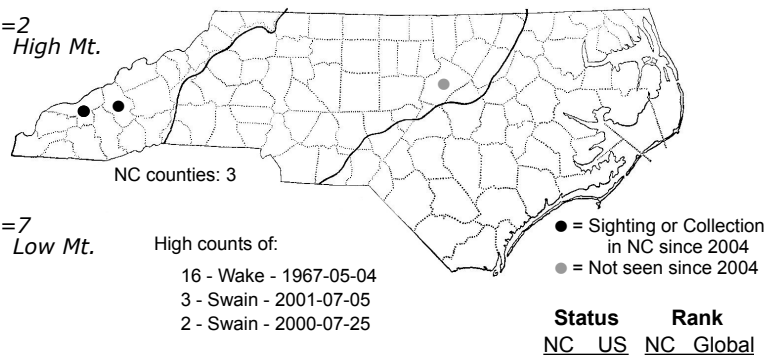 =2
High Mt.
NC counties: 3
=7
Low Mt.
High counts of:
16 - Wake - 1967-05-04
3 - Swain - 2001-07-05
2 - Swain - 2000-07-25
● = Sighting or Collection
in NC since 2004
● = Not seen since 2004
Status Rank
NC US NC Global